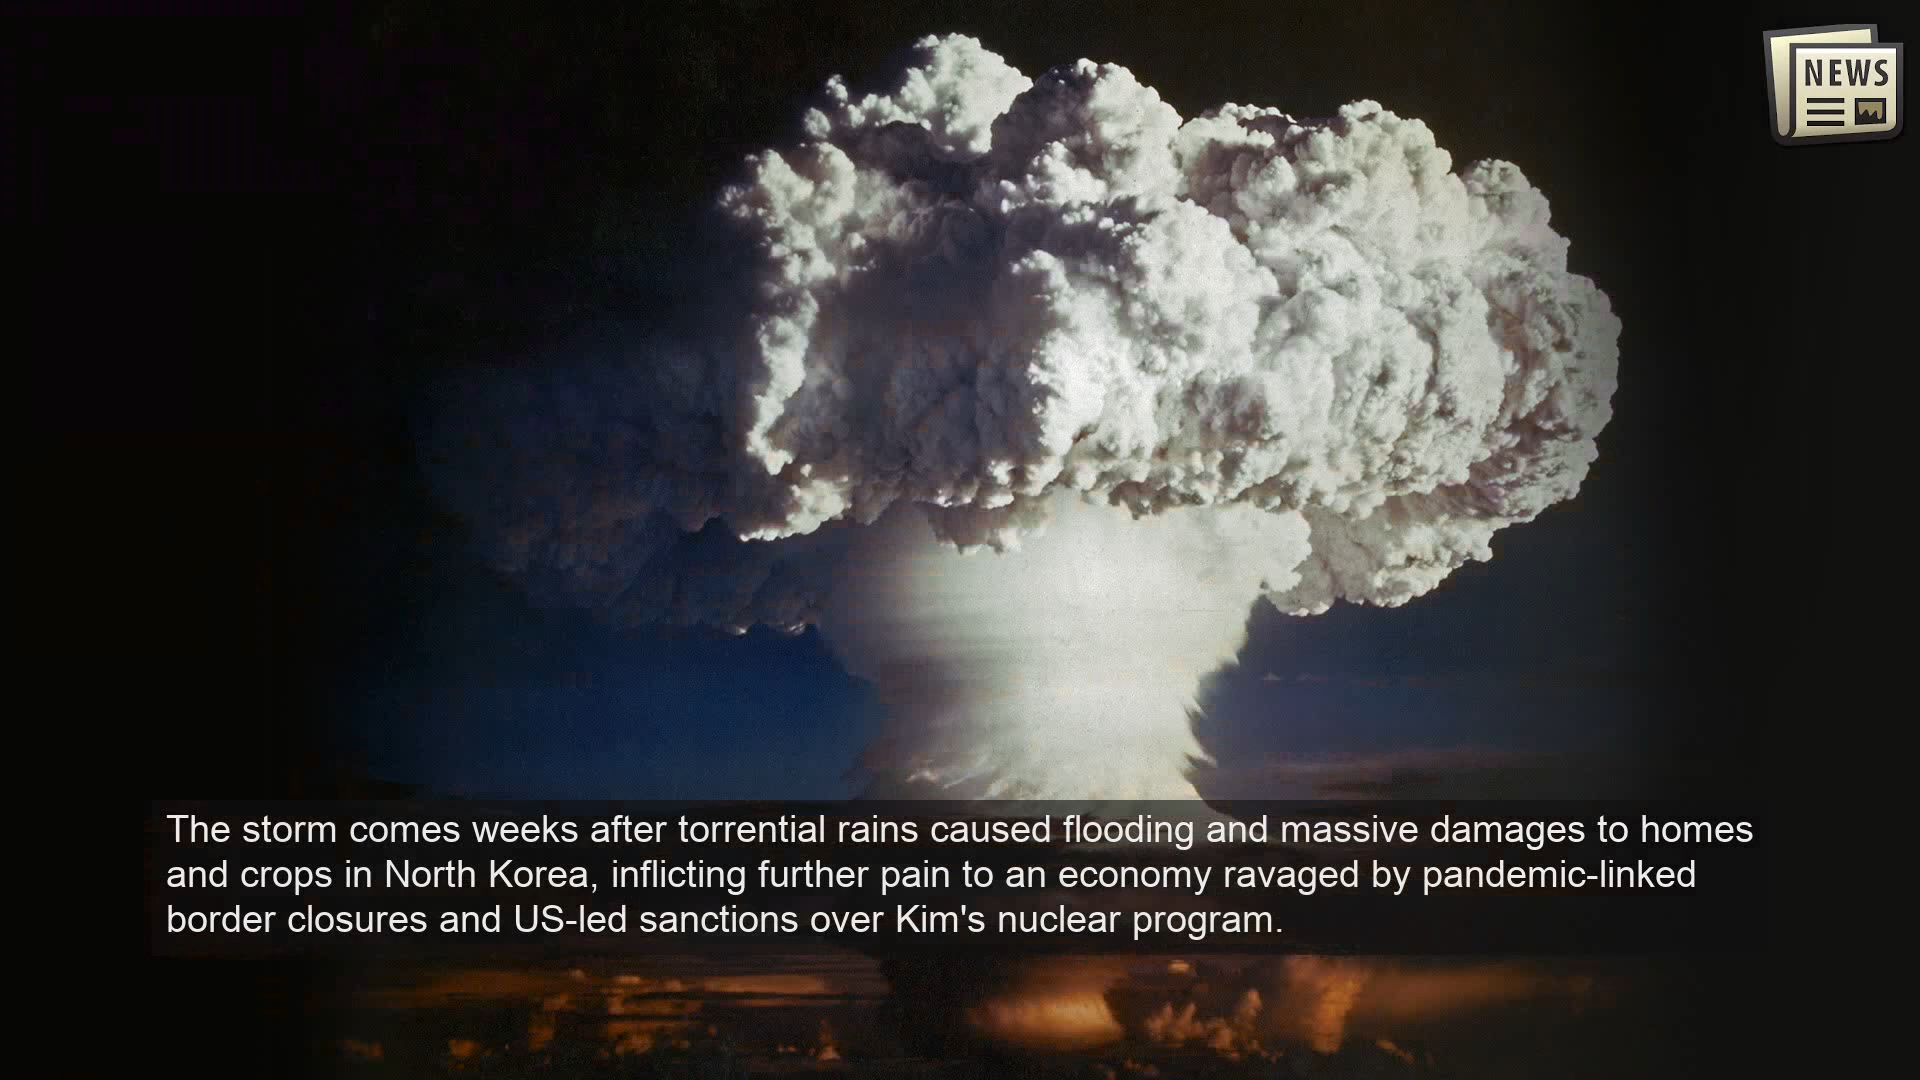 NEWS
The storm comes weeks after torrential rains caused flooding and massive damages to homes
and crops in North Korea, inflicting further pain to an economy ravaged by pandemic-linked
border closures and US-led sanctions over Kim's nuclear program.